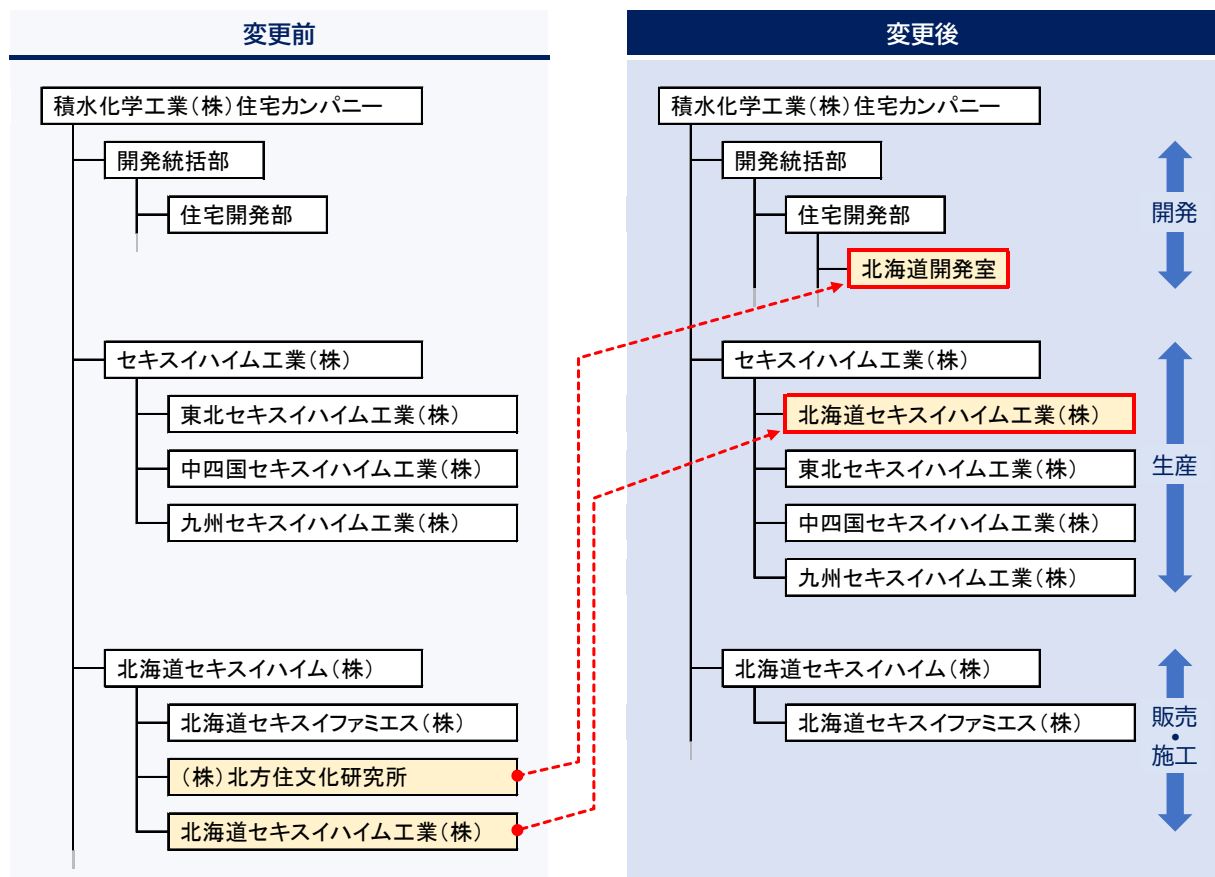 変更前
積水化学工業（株）住宅カンパニー
開発統括部
住宅開発部
セキスイハイム工業（株）
東北セキスイハイム工業（株）
中四国セキスイハイム工業（株）
九州セキスイハイム工業（株）
北海道セキスイハイム（株）
北海道セキスイファミエス（株）
（株）北方住文化研究所
北海道セキスイハイム工業（株）
変更後
積水化学工業（株）住宅カンパニー
開発統括部
住宅開発部
北海道開発室
開発
セキスイハイム工業（株）
北海道セキスイハイム工業（株）
東北セキスイハイム工業（株）
中四国セキスイハイム工業（株）
九州セキスイハイム工業（株）
生産
北海道セキスイハイム（株）
北海道セキスイファミエス（株）
販売
・
施工